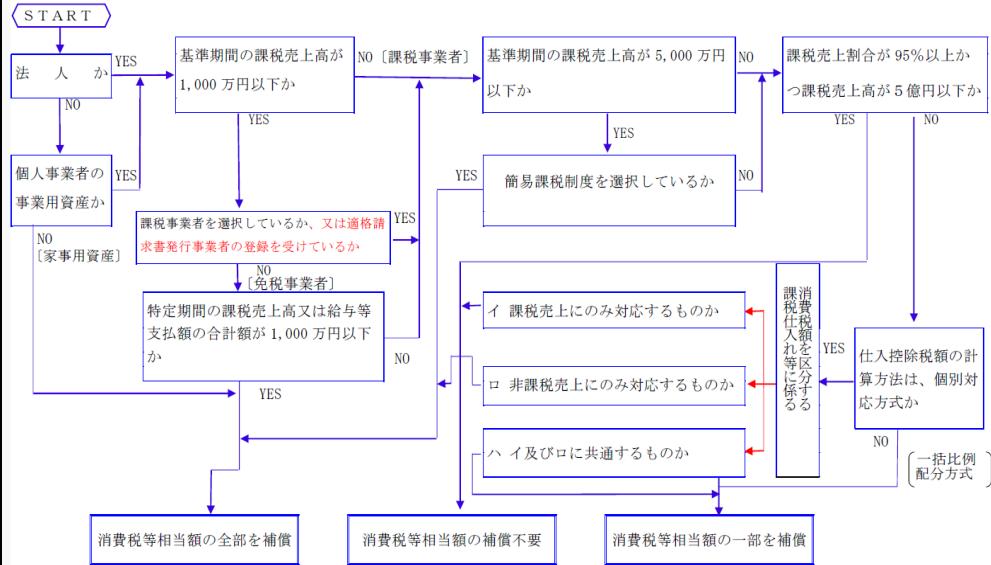 START
法　人　か
YES
NO
個人事業者の
事業用資産か
YES
NO
〔家事用資産〕
基準期間の課税売上高が
1,000 万円以下か
NO〔課税事業者〕
YES
課税事業者を選択しているか、又は適格請
求書発行事業者の登録を受けているか
YES
NO
〔免税事業者〕
特定期間の課税売上高又は給与等
支払額の合計額が 1,000 万円以下
か
NO
YES
基準期間の課税売上高が 5,000 万円
以下か
NO
YES
簡易課税制度を選択しているか
YES
NO
課税売上割合が 95％以上か
つ課税売上高が５億円以下か
YES
NO
仕入控除税額の計
算方法は、個別対
応方式か
YES
NO
〔一括比例
配分方式〕
課税仕入れ等に係る
消費税額を区分する
イ 課税売上にのみ対応するものか
ロ 非課税売上にのみ対応するものか
ハ イ及びロに共通するものか
消費税等相当額の全部を補償
消費税等相当額の補償不要
消費税等相当額の一部を補償